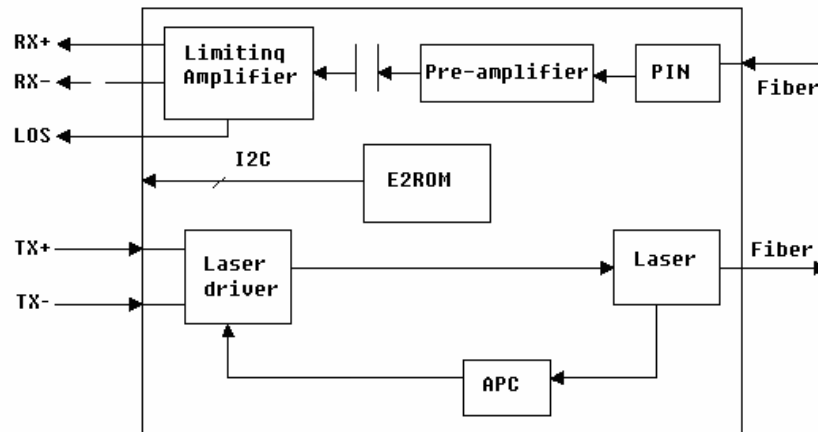 RX+
Limitinq
Amplifier
Pre-amplifier
PIN
RX-
Fiber
LOS
I2C
E2ROM
TX+
Laser
driver
Laser
Fiber
TX-
APC